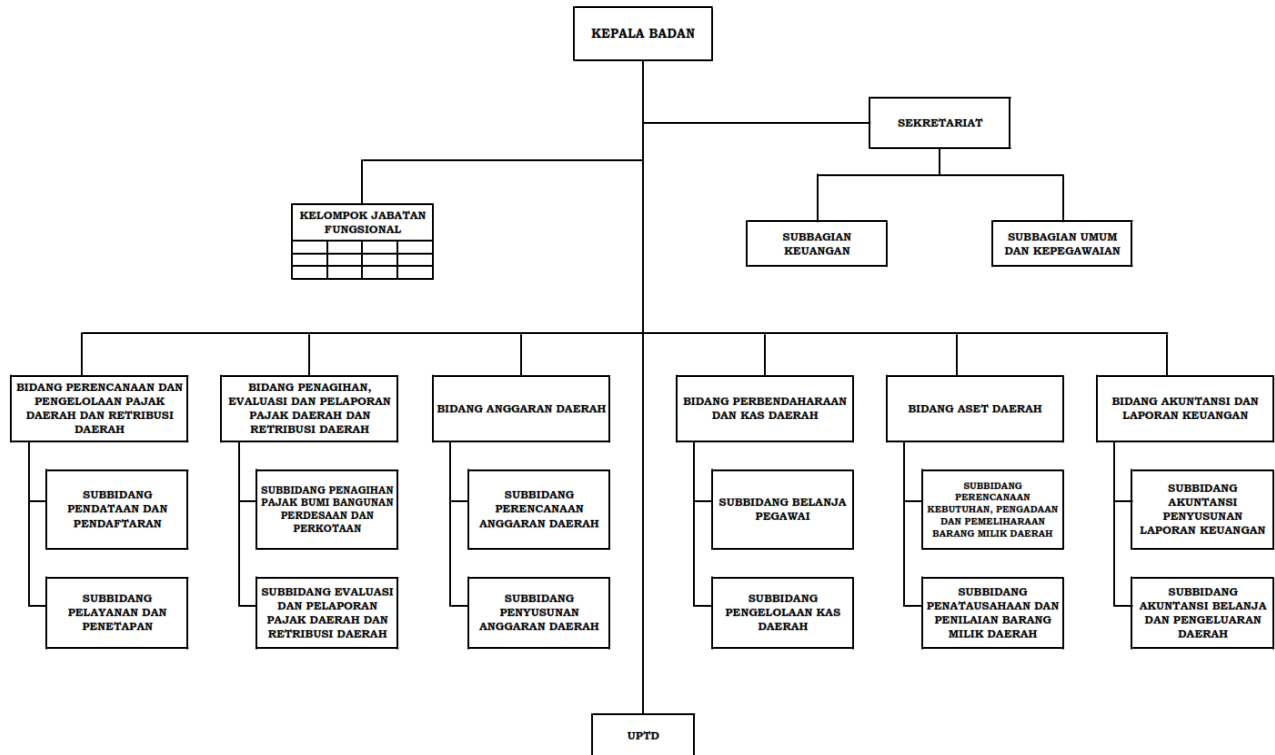 KEPALA BADAN
SEKRETARIAT
KELOMPOK JABATAN
FUNGSIONAL
SUBBAGIAN
KEUANGAN
SUBBAGIAN UMUM
DAN KEPEGAWAIAN
BIDANG PERENCANAAN DAN
PENGELOLAAN PAJAK
DAERAH DAN RETRIBUSI
DAERAH
BIDANG PENAGIHAN,
EVALUASI DAN PELAPORAN
PAJAK DAERAH DAN
RETRIBUSI DAERAH
BIDANG ANGGARAN DAERAH
BIDANG PERBENDAHARAAN
DAN KAS DAERAH
BIDANG ASET DAERAH
BIDANG AKUNTANSI DAN
LAPORAN KEUANGAN
SUBBIDANG
PENDATAAN DAN
PENDAFTARAN
SUBBIDANG PENAGIHAN
PAJAK BUMI BANGUNAN
PERDESAAN DAN
PERKOTAAN
SUBBIDANG
PERENCANAAN
ANGGARAN DAERAH
SUBBIDANG BELANJA
PEGAWAI
SUBBIDANG
PERENCANAAN
KEBUTUHAN, PENGADAAN
DAN PEMELIHARAAN
BARANG MILIK DAERAH
SUBBIDANG
AKUNTANSI
PENYUSUNAN
LAPORAN KEUANGAN
SUBBIDANG
PELAYANAN DAN
PENETAPAN
SUBBIDANG EVALUASI
DAN PELAPORAN
PAJAK DAERAH DAN
RETRIBUSI DAERAH
SUBBIDANG
PENYUSUNAN
ANGGARAN DAERAH
SUBBIDANG
PENGELOLAAN KAS
DAERAH
SUBBIDANG
PENATAUSAHAAN DAN
PENILAIAN BARANG
MILIK DAERAH
SUBBIDANG
AKUNTANSI BELANJA
DAN PENGELUARAN
DAERAH
UPTD